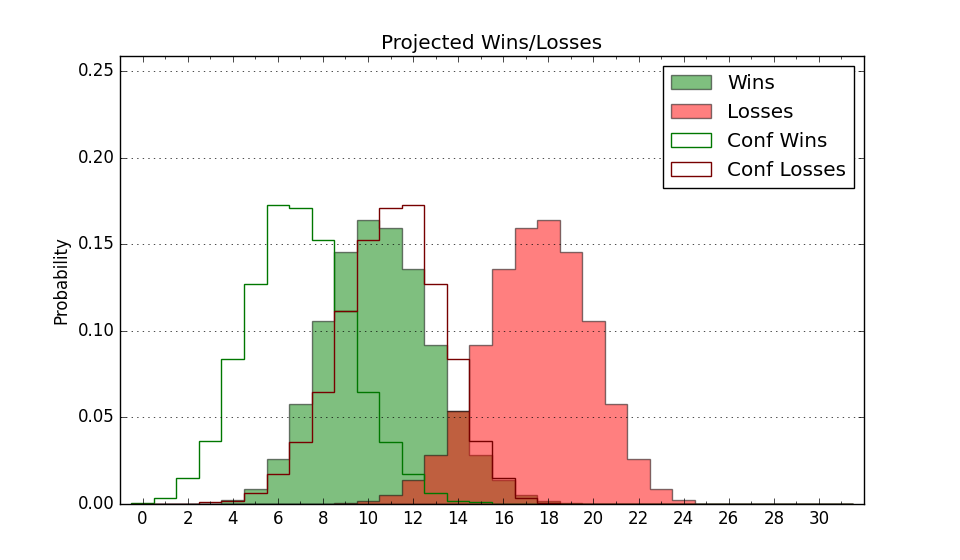 Projected Wins/Losses
0.25
0.20
0.15
0.10
0.05
0.00
Probability
Wins
Losses
Conf Wins
Conf Losses
0 2 4 6 8 10 12 14 16 18 20 22 24 26 28 30